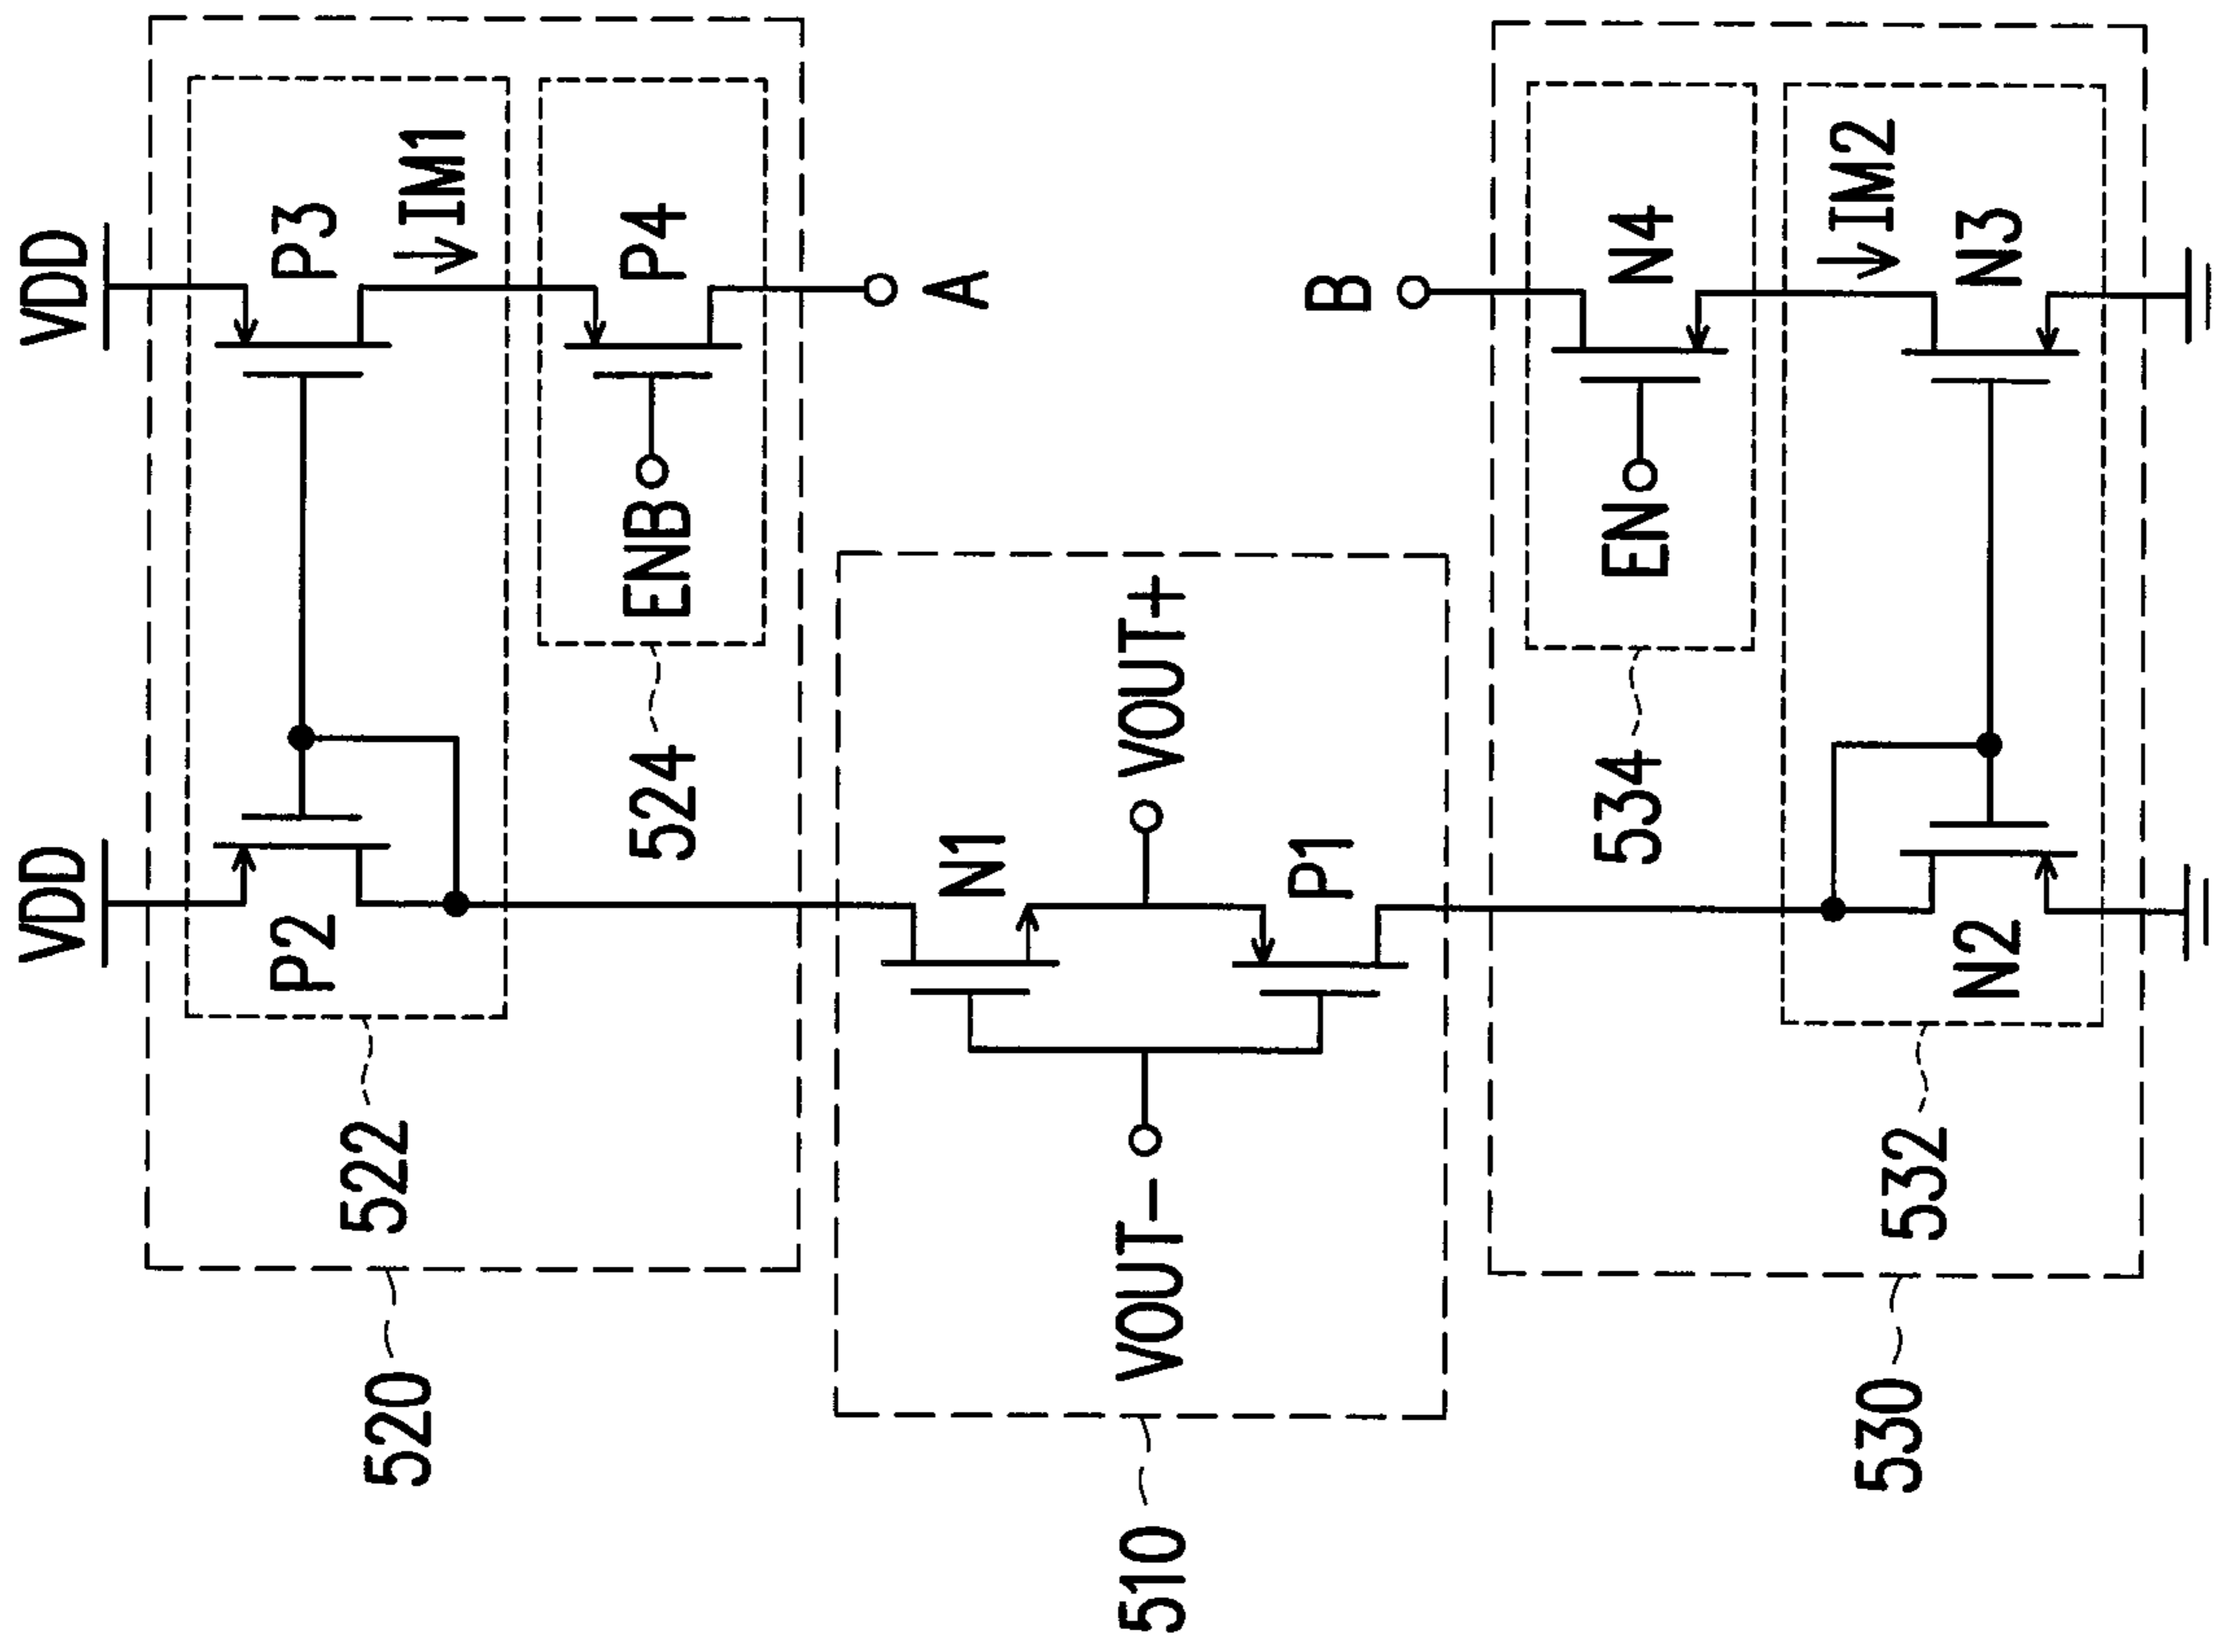 VDD
VDD
P2
P3
522
520
IM1
524
ENB
P4
A
N1
510
VOUT-
VOUT+
P1
B
534
EN
N4
IM2
530
532
N2
N3